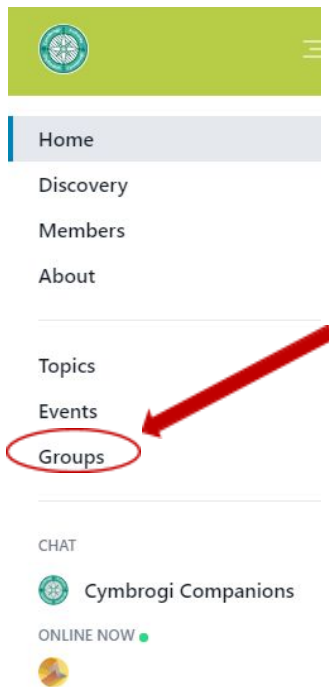 Home
Discovery
Members
About
Topics
Events
Groups
CHAT
Cymbrogi Companions
ONLINE NOW